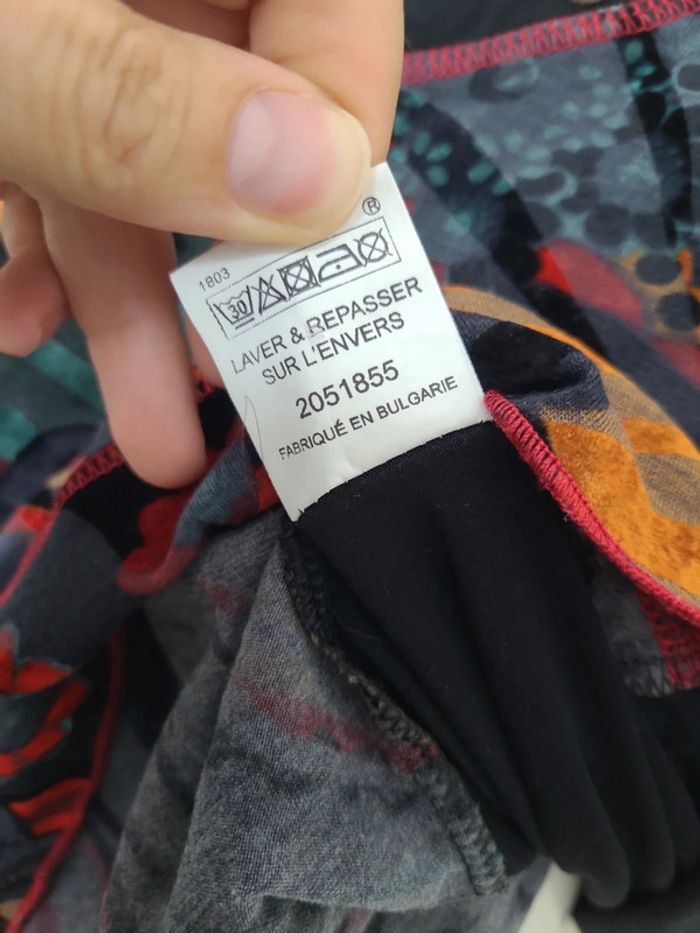 ®
1803
30
LAVER & REPASSER
SUR L'ENVERS
2051855
FABRIQUÉ EN BULGARIE